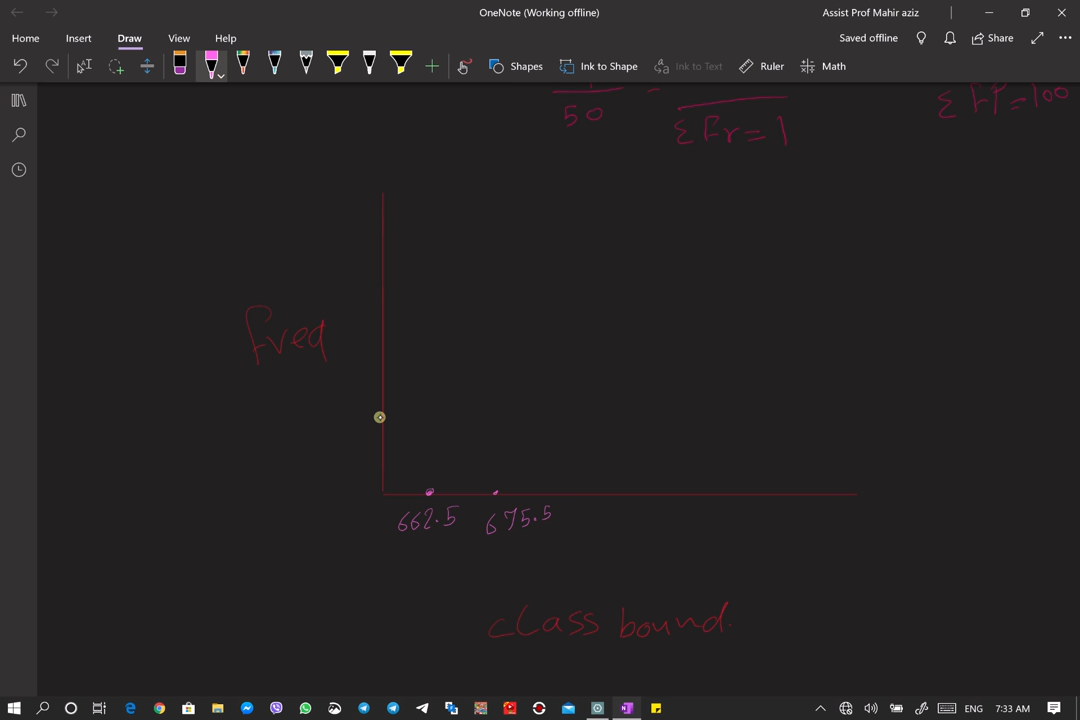 OneNote (Working offline)
Assist Prof Mahir aziz
Home Insert Draw View Help
Saved offline
Share
Shapes
Ink to Shape
Ink to Text
Ruler
Math
50
Σ Fr = 1
Σ FP = 100
Freq
662.5 675.5
class bound.
ENG 7:33 AM